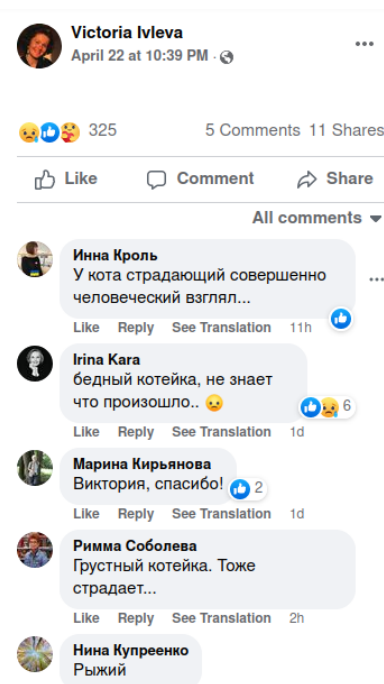 Victoria Ivleva
April 22 at 10:39 PM ·
325
5 Comments 11 Shares
Like Comment Share
All comments
Инна Кроль
У кота страдающий совершенно
человеческий взглял...
Like Reply See Translation 11h
Irina Kara
бедный котейка, не знает
что произошло..
6
Like Reply See Translation 1d
Марина Кирьянова
Виктория, спасибо!
2
Like Reply See Translation 1d
Римма Соболева
Грустный котейка. Тоже
страдает...
Like Reply See Translation 2h
Нина Купреенко
Рыжий